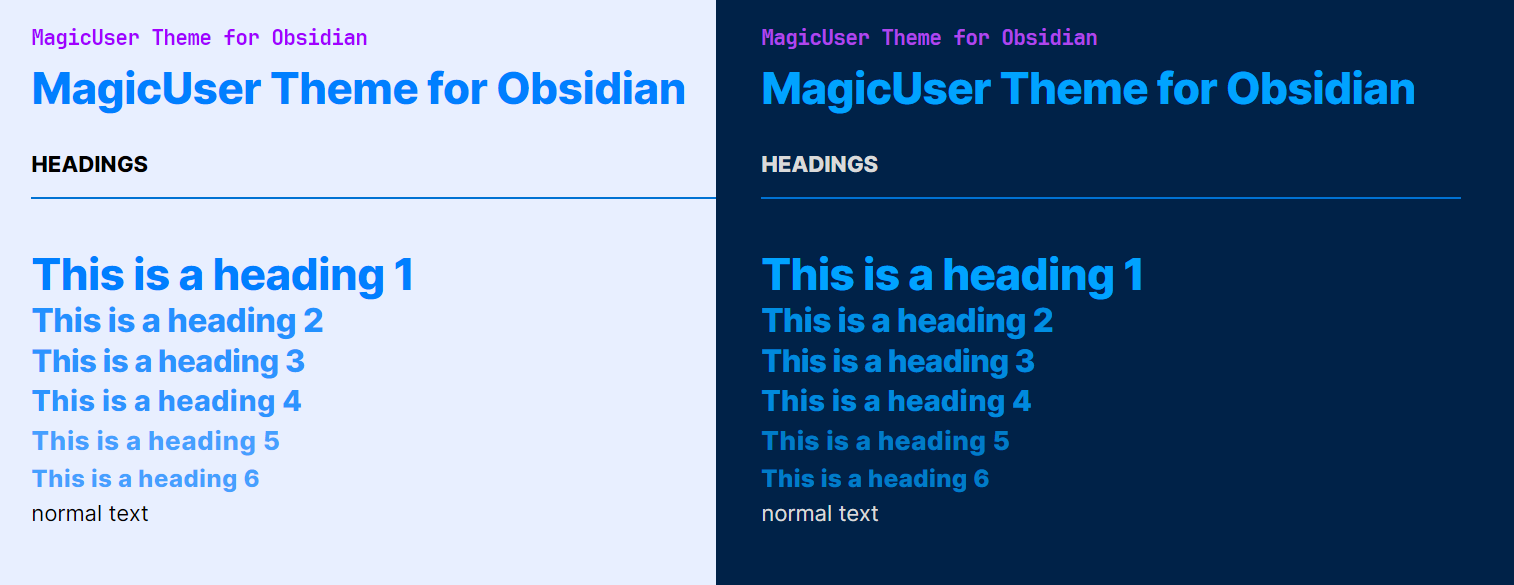 MagicUser Theme for Obsidian
MagicUser Theme for Obsidian
HEADINGS
This is a heading 1
This is a heading 2
This is a heading 3
This is a heading 4
This is a heading 5
This is a heading 6
normal text
MagicUser Theme for Obsidian
MagicUser Theme for Obsidian
HEADINGS
This is a heading 1
This is a heading 2
This is a heading 3
This is a heading 4
This is a heading 5
This is a heading 6
normal text